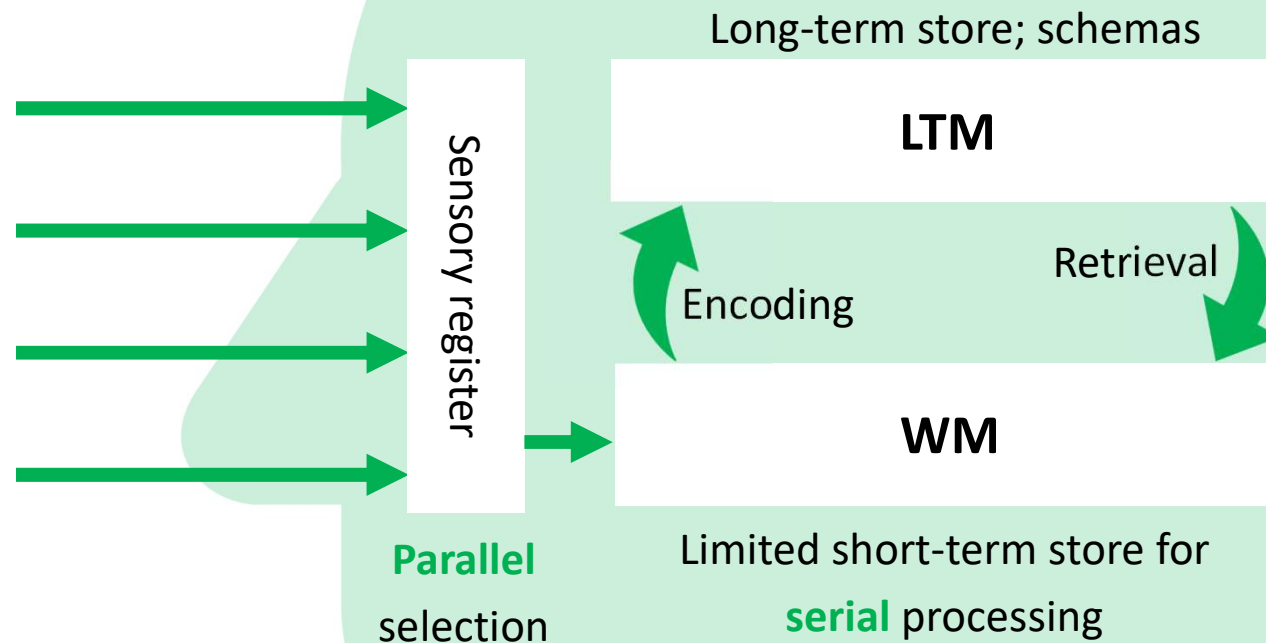 Long-term store; schemas
LTM
Sensory register
Retrieval
Encoding
WM
Parallel
selection
Limited short-term store for
serial processing